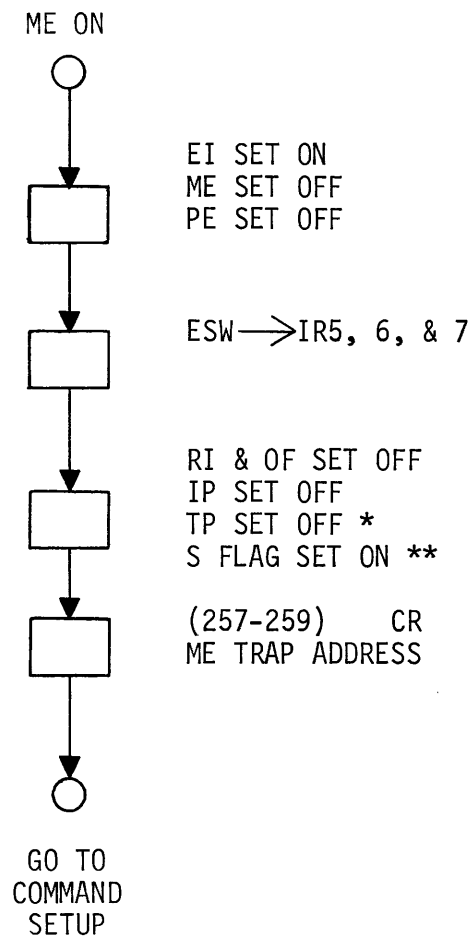 ME ON
EI SET ON
ME SET OFF
PE SET OFF
ESW→IR5, 6, & 7
RI & OF SET OFF
IP SET OFF
TP SET OFF *
S FLAG SET ON **
(257-259) CR
ME TRAP ADDRESS
GO TO
COMMAND
SETUP